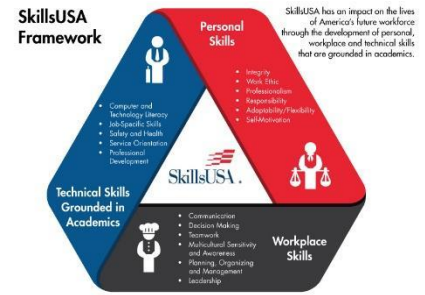 SkillsUSA
Framework
SkillsUSA has an impact on the lives
of America's future workforce
through the development of personal,
workplace and technical skills
that are grounded in academics.
Personal
Skills
• Integrity
• Work Ethic
• Professionalism
• Responsibility
• Adaptability/Flexibility
• Self-Motivation
• Computer and
Technology Literacy
• Job-Specific Skills
• Safety and Health
• Service Orientation
• Professional
Development
Technical Skills
Grounded in
Academics
SkillsUSA.
• Communication
• Decision Making
• Teamwork
• Multicultural Sensitivity
and Awareness
• Planning, Organizing
and Management
• Leadership
Workplace
Skills